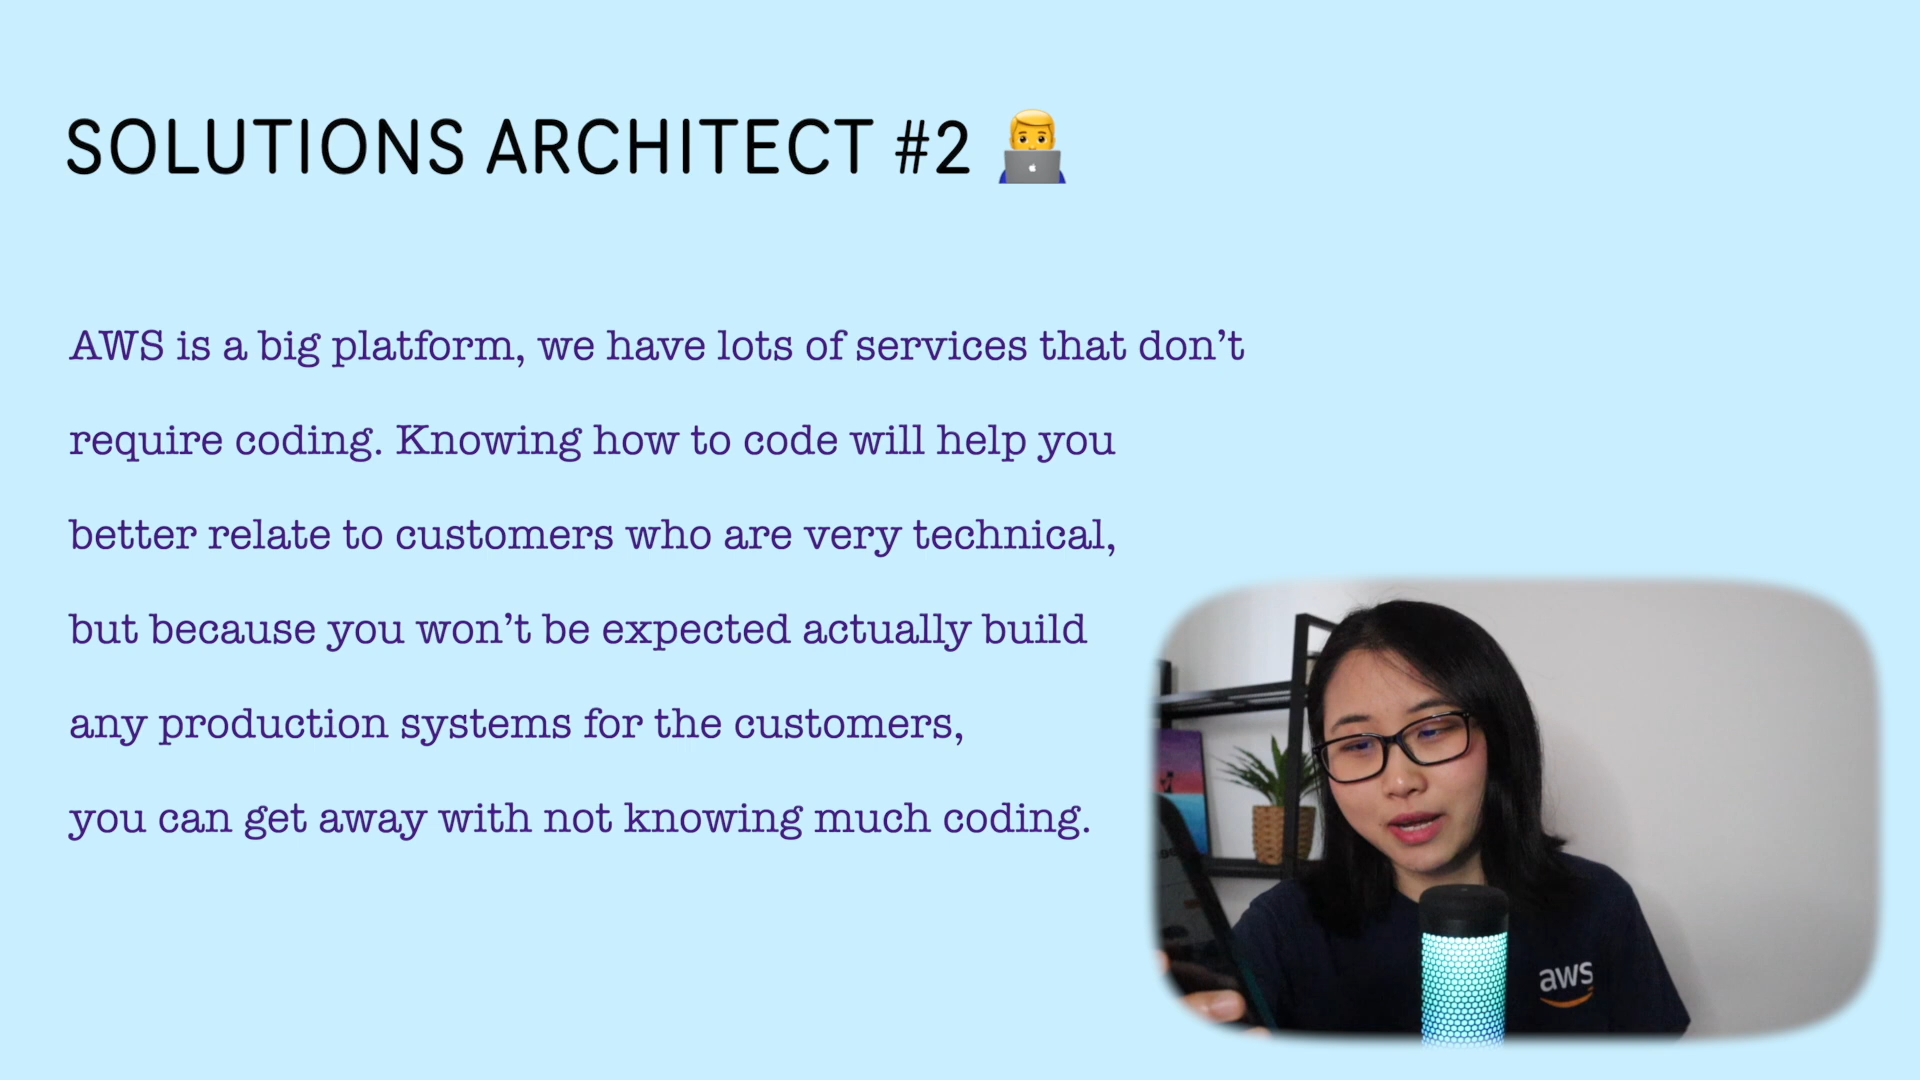 SOLUTIONS ARCHITECT #2
AWS is a big platform, we have lots of services that don’t
require coding. Knowing how to code will help you
better relate to customers who are very technical,
but because you won’t be expected actually build
any production systems for the customers,
you can get away with not knowing much coding.
aws